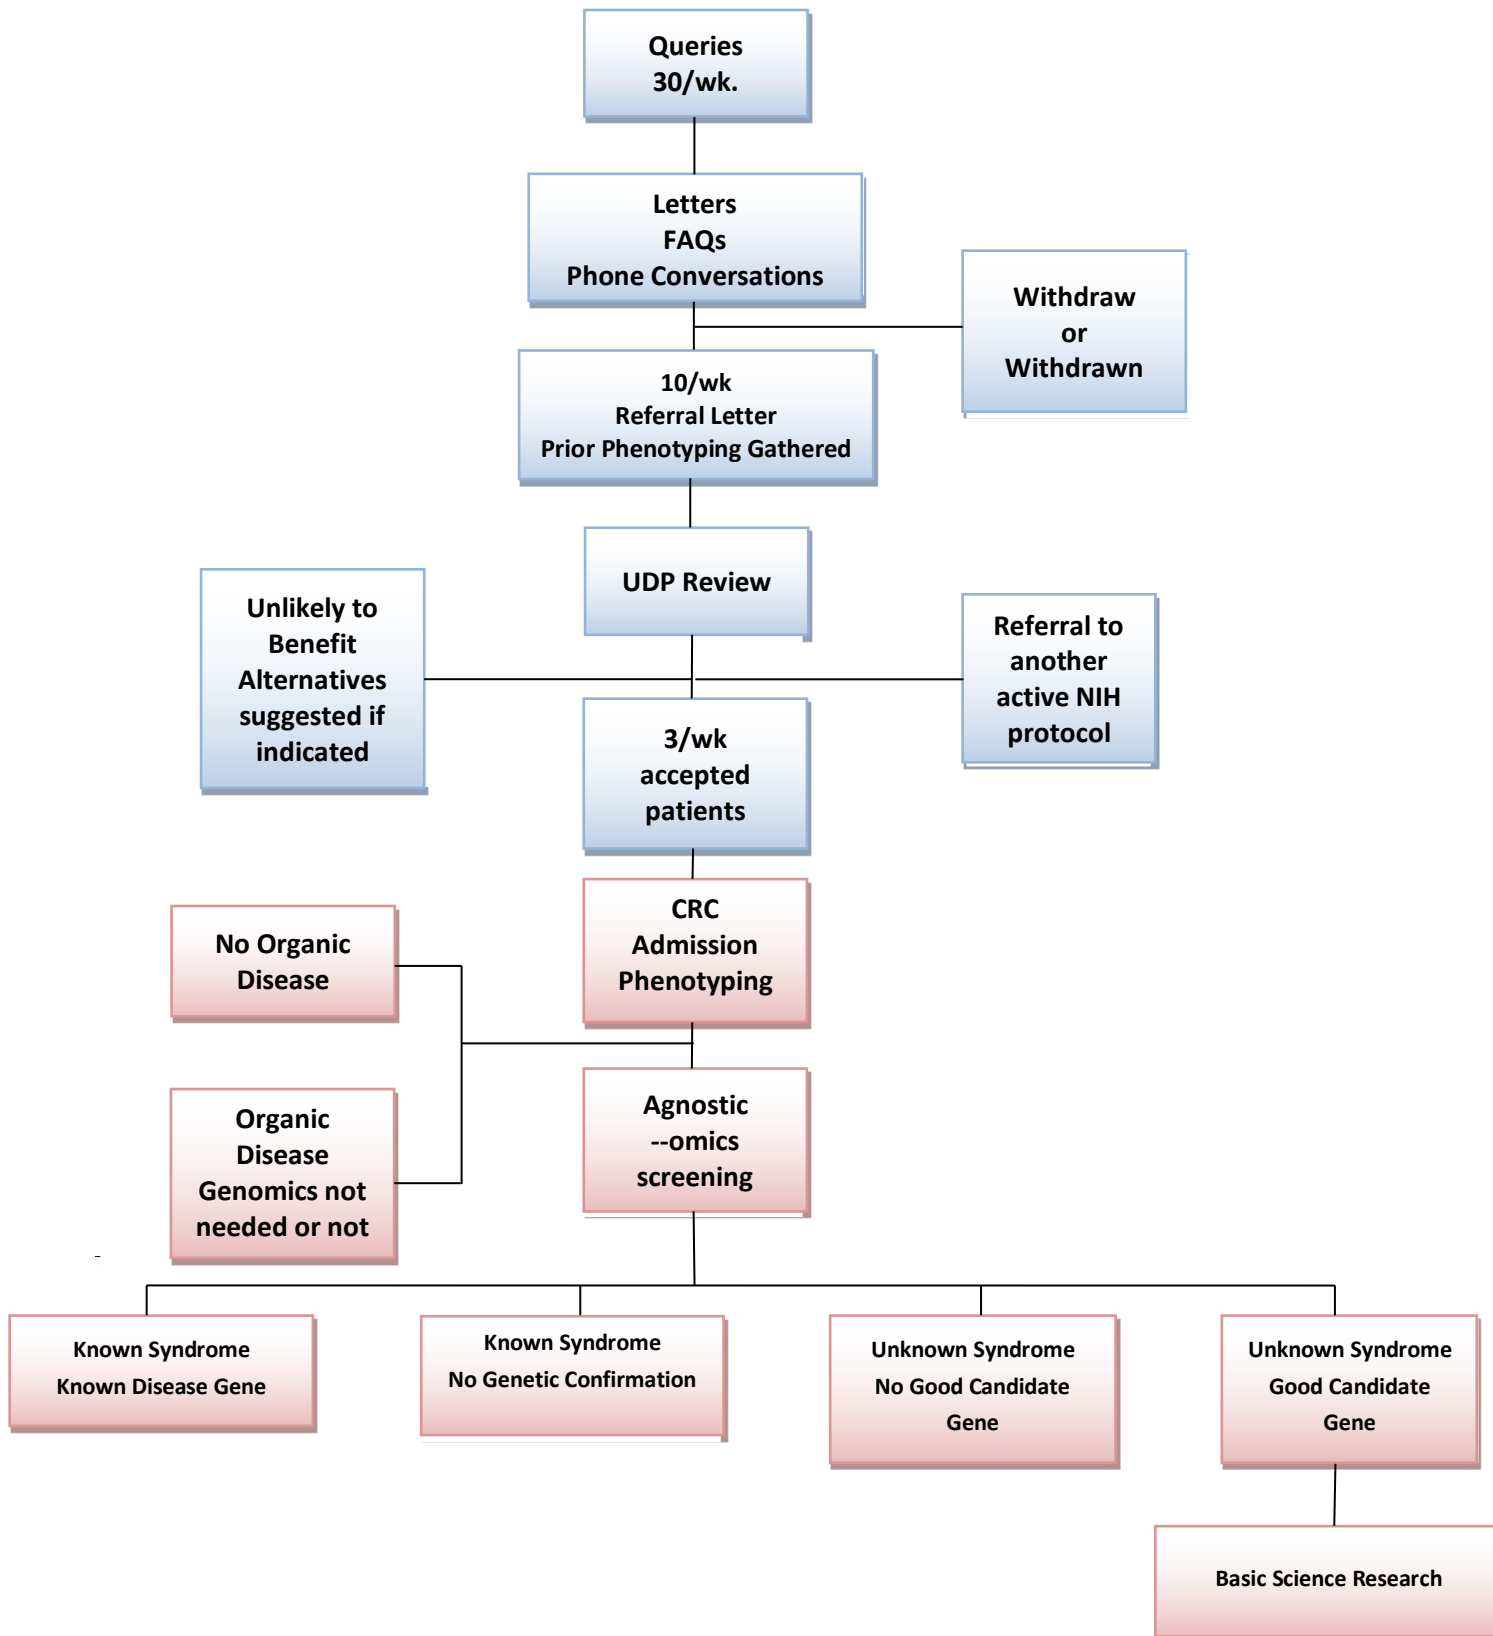 Queries
30/wk.
Letters
FAQs
Phone Conversations
Withdraw
or
Withdrawn
10/wk
Referral Letter
Prior Phenotyping Gathered
UDP Review
Unlikely to
Benefit
Alternatives
suggested if
indicated
Referral to
another
active NIH
protocol
3/wk
accepted
patients
CRC
Admission
Phenotyping
No Organic
Disease
Organic
Disease
Genomics not
needed or not
Agnostic
--omics
screening
Known Syndrome
Known Disease Gene
Known Syndrome
No Genetic Confirmation
Unknown Syndrome
No Good Candidate
Gene
Unknown Syndrome
Good Candidate
Gene
Basic Science Research